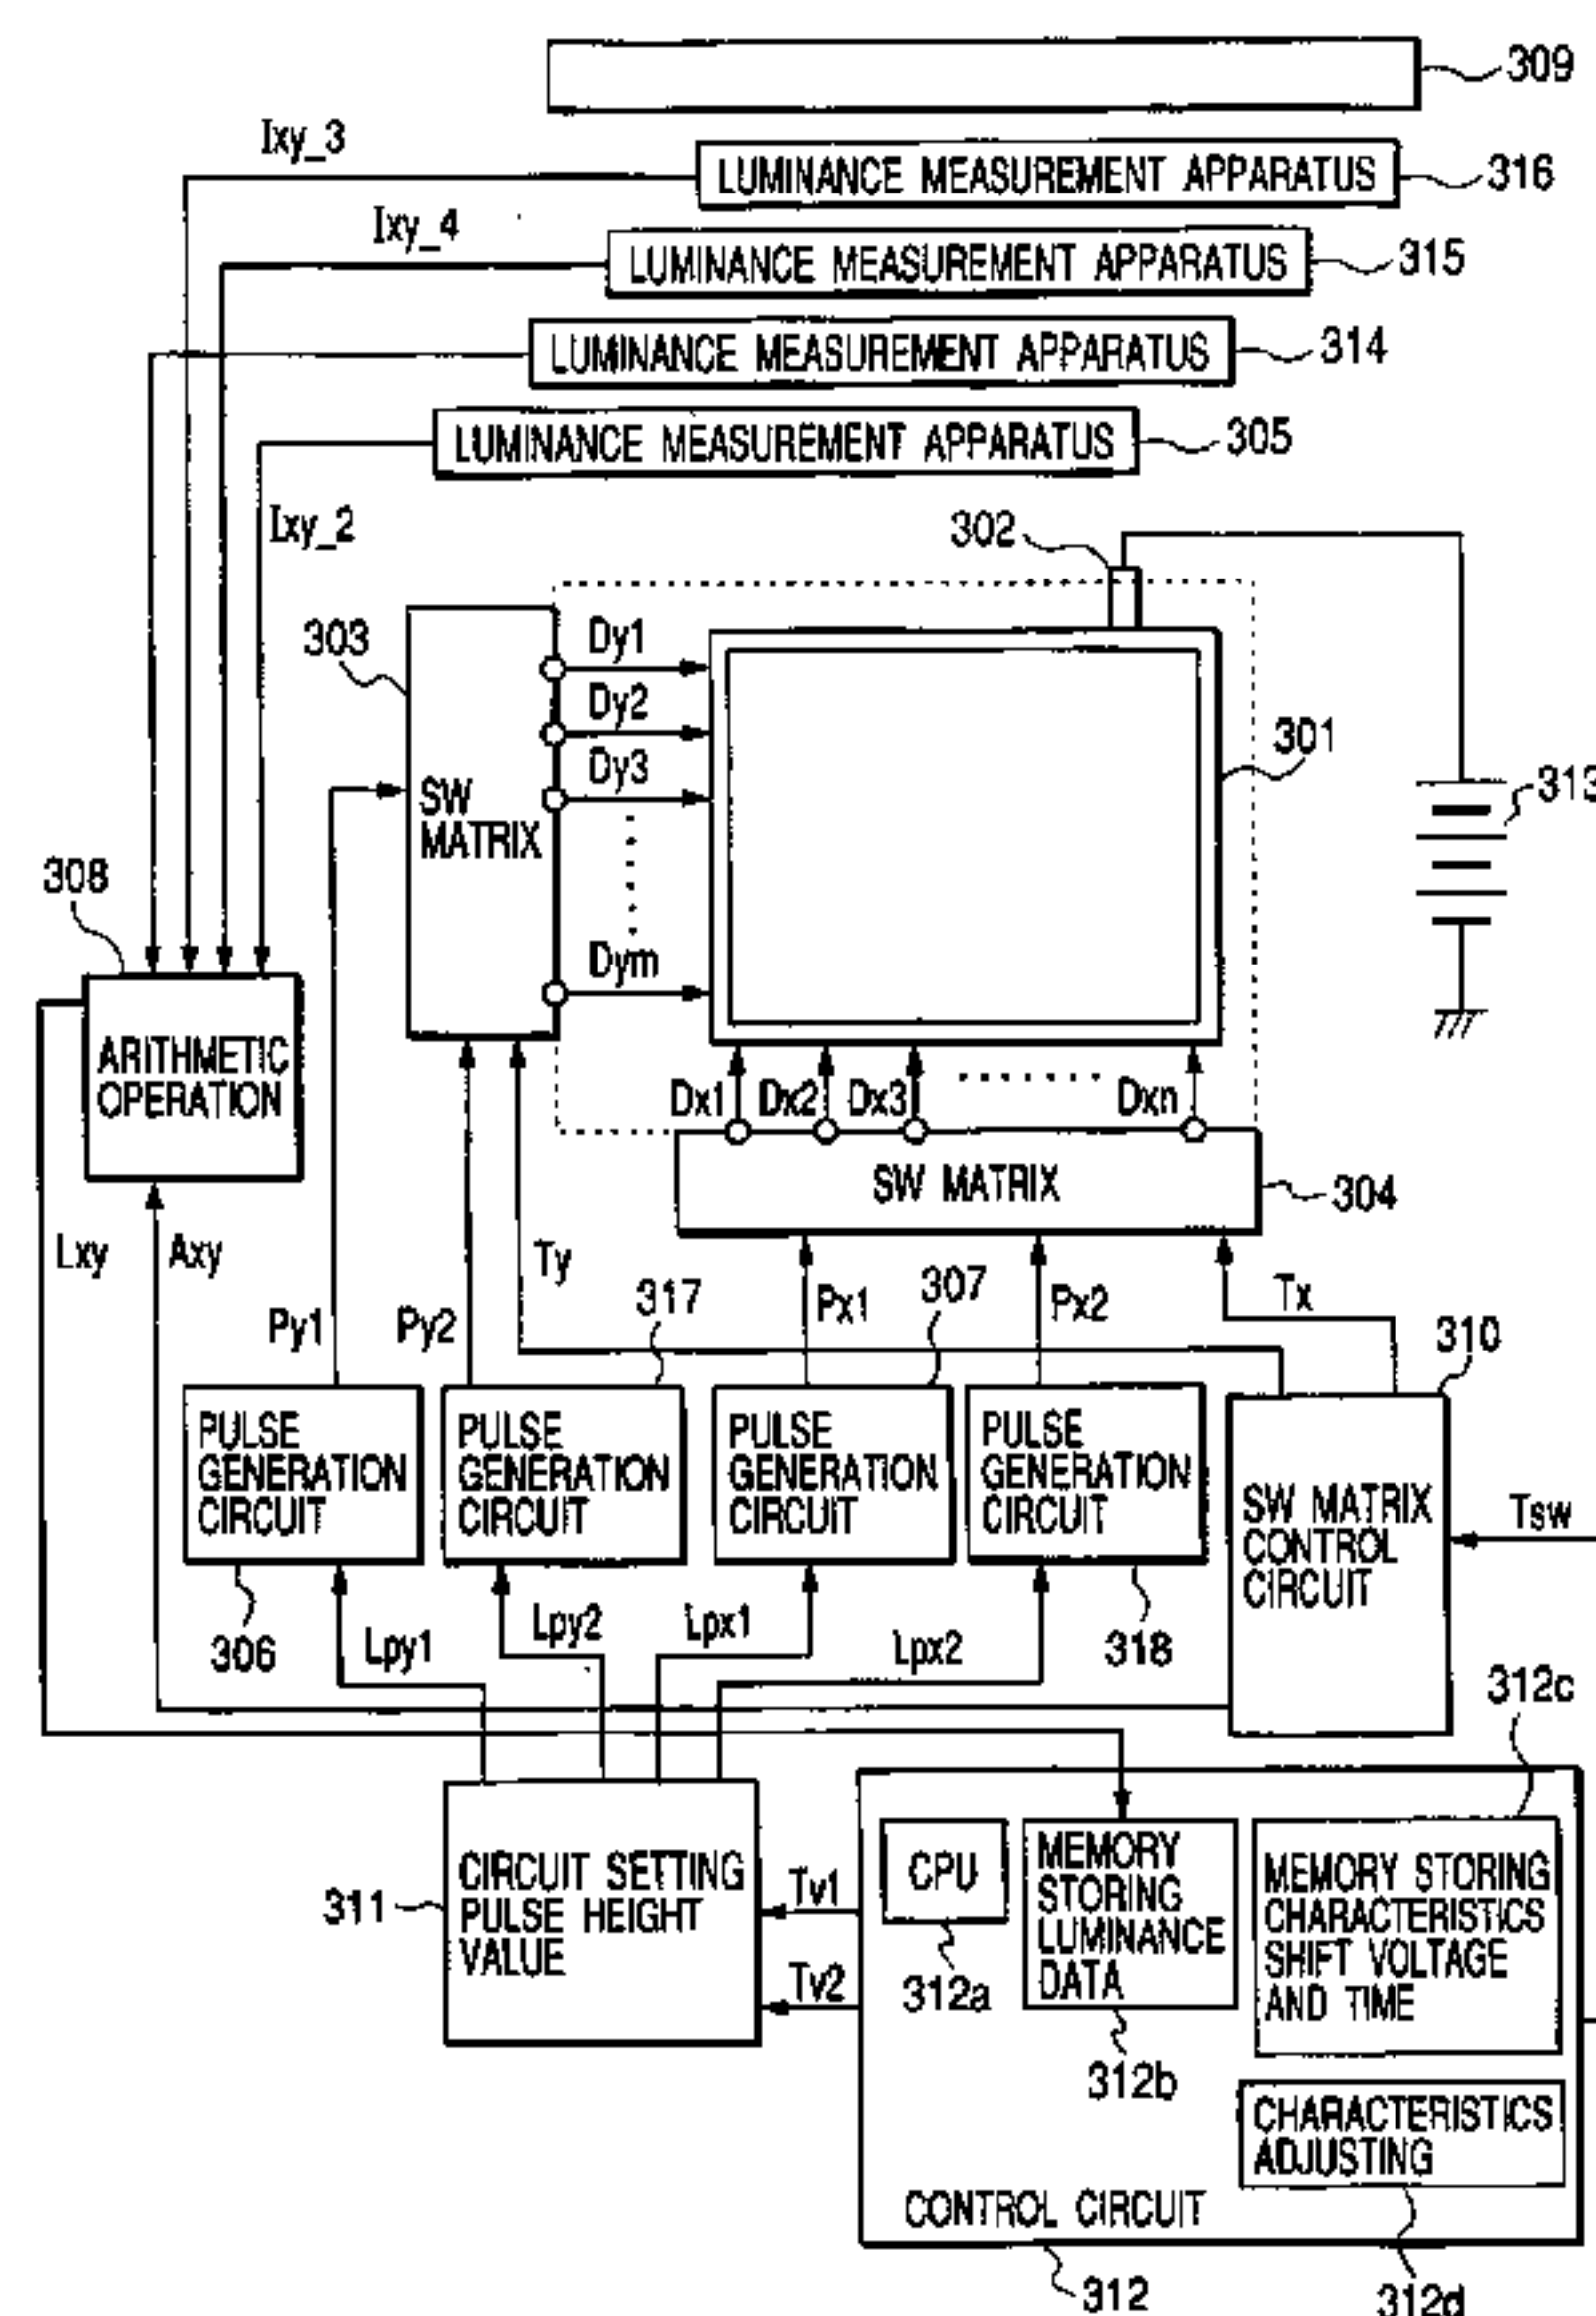 309
Ixy_3
LUMINANCE MEASUREMENT APPARATUS
316
Ixy_4
LUMINANCE MEASUREMENT APPARATUS
315
LUMINANCE MEASUREMENT APPARATUS
314
LUMINANCE MEASUREMENT APPARATUS
305
Ixy_2
302
303
Dy1
Dy2
Dy3
Dym
SW
MATRIX
301
313
308
ARITHMETIC
OPERATION
Dx1
Dx2
Dx3
Dxn
SW MATRIX
304
Lxy
Axy
Py1
Py2
Ty
317
Px1
307
Px2
Tx
310
PULSE
GENERATION
CIRCUIT
PULSE
GENERATION
CIRCUIT
PULSE
GENERATION
CIRCUIT
PULSE
GENERATION
CIRCUIT
SW MATRIX
CONTROL
CIRCUIT
Tsw
306
Lpy1
Lpy2
Lpx1
Lpx2
318
312c
311
CIRCUIT SETTING
PULSE HEIGHT
VALUE
Tv1
Tv2
CPU
312a
MEMORY
STORING
LUMINANCE
DATA
312b
MEMORY STORING
CHARACTERISTICS
SHIFT VOLTAGE
AND TIME
CHARACTERISTICS
ADJUSTING
CONTROL CIRCUIT
312
312d